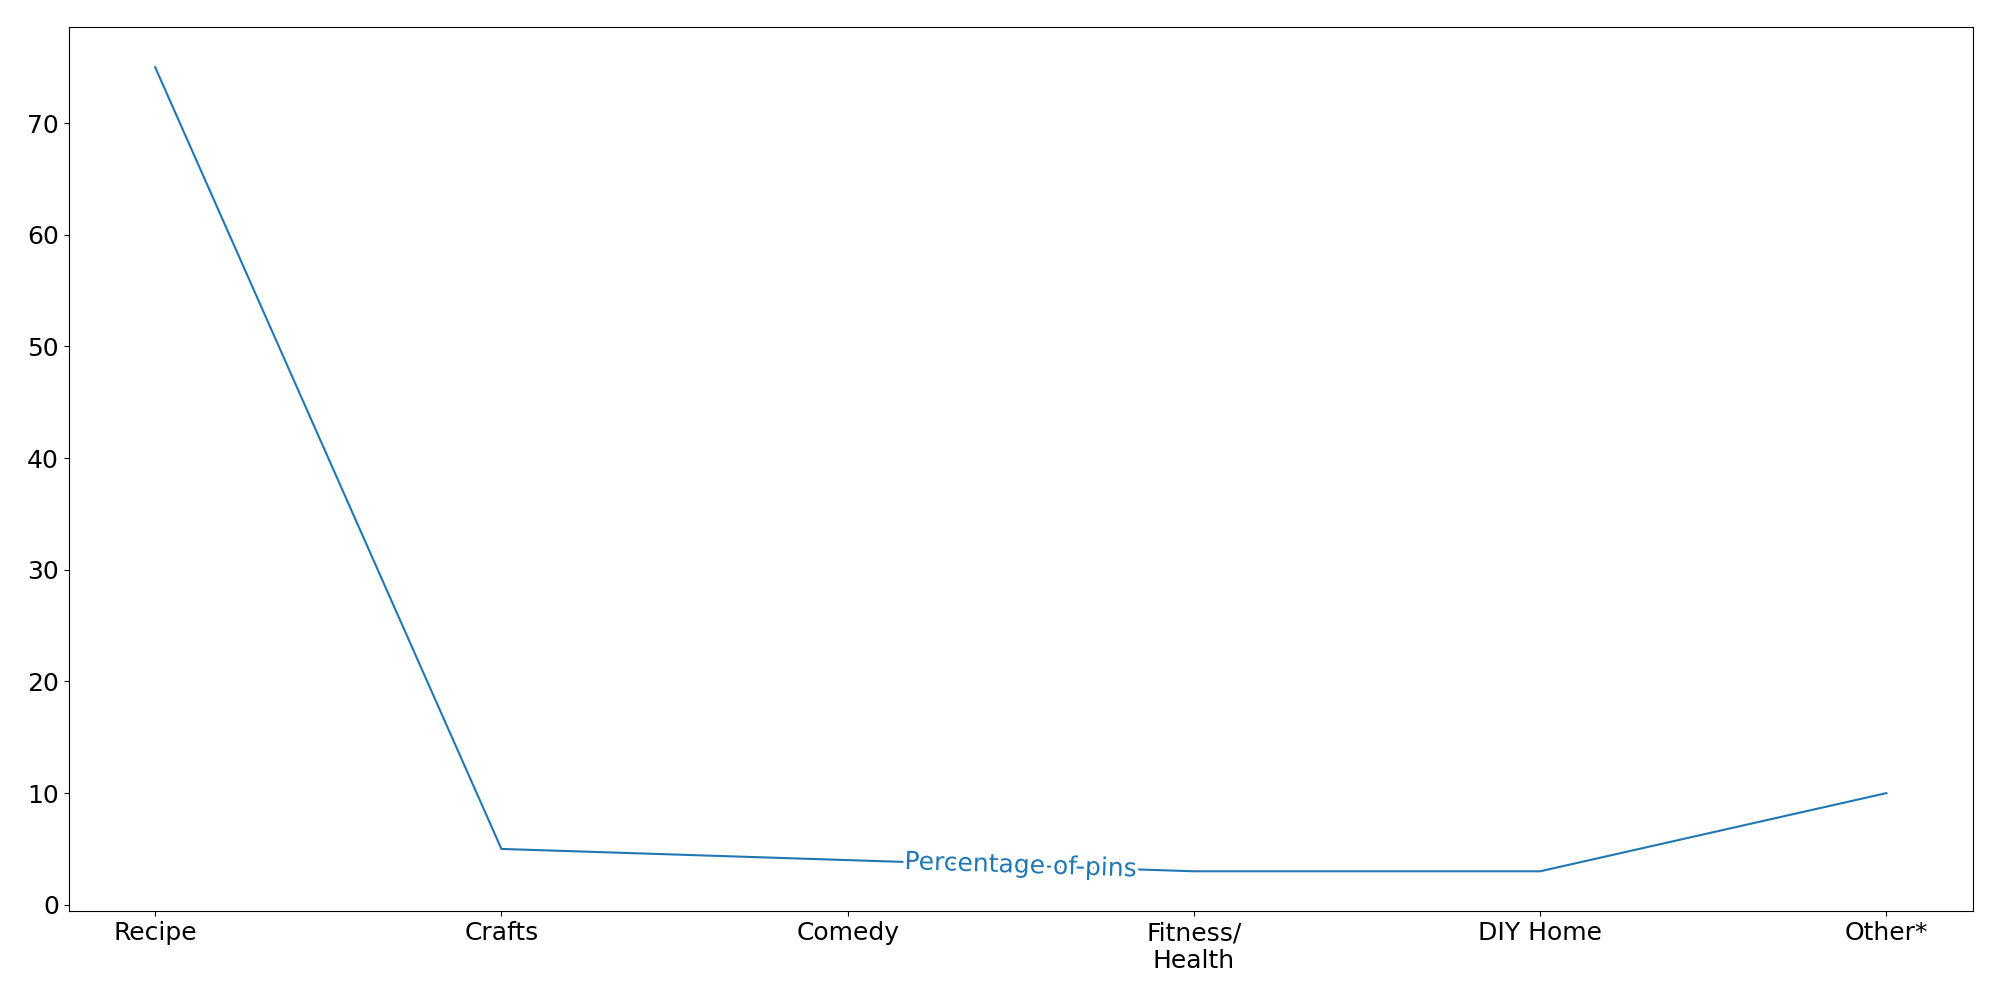 70
60
50
40
30
20
10
0
Percentage of pins
Recipe
Crafts
Comedy
Fitness/
Health
DIY Home
Other*